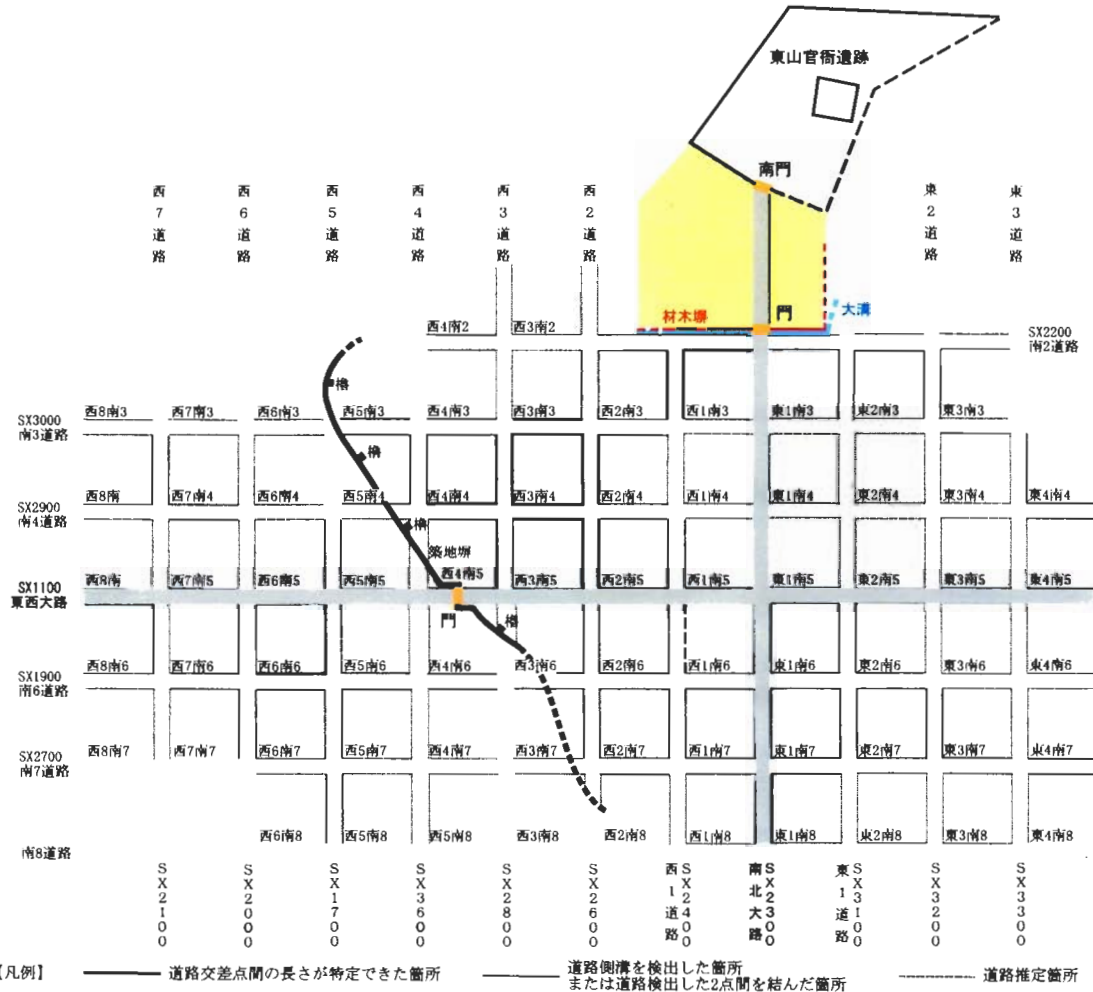 東山官衙遺跡
南門
西7道路
西6道路
西5道路
西4道路
西3道路
西2道路
東2道路
東3道路
材木塀
門
大溝
西4南2
西3南2
SX2200
南2道路
櫓
SX3000
南3道路
西8南3
西7南3
西6南3
西5南3
西4南3
西3南3
西2南3
西1南3
東1南3
東2南3
東3南3
櫓
SX2900
南4道路
西8南
西7南4
西6南4
西5南4
西4南4
西3南4
西2南4
西1南4
東1南4
東2南4
東3南4
東4南4
櫓
築地塀
SX1100
東西大路
西8南
西7南5
西6南5
西5南5
西4南5
西3南5
西2南5
西1南5
東1南5
東2南5
東3南5
東4南5
門
櫓
SX1900
南6道路
西8南6
西7南6
西6南6
西5南6
西4南6
西3南6
西2南6
西1南6
東1南6
東2南6
東3南6
東4南6
SX2700
南7道路
西8南7
西7南7
西6南7
西5南7
西4南7
西3南7
西2南7
西1南7
東1南7
東2南7
東3南7
東4南7
南8道路
西6南8
西5南8
西5南8
西3南8
西2南8
西1南8
東1南8
東2南8
東3南8
東4南8
SX2100
SX2000
SX1700
SX3600
SX2800
SX2600
西1道路
SX2400
南北大路
SX2300
東1道路
SX3100
SX3200
SX3300
【凡例】
道路交差点間の長さが特定できた箇所
道路側溝を検出した箇所
または道路検出した2点間を結んだ箇所
道路推定箇所